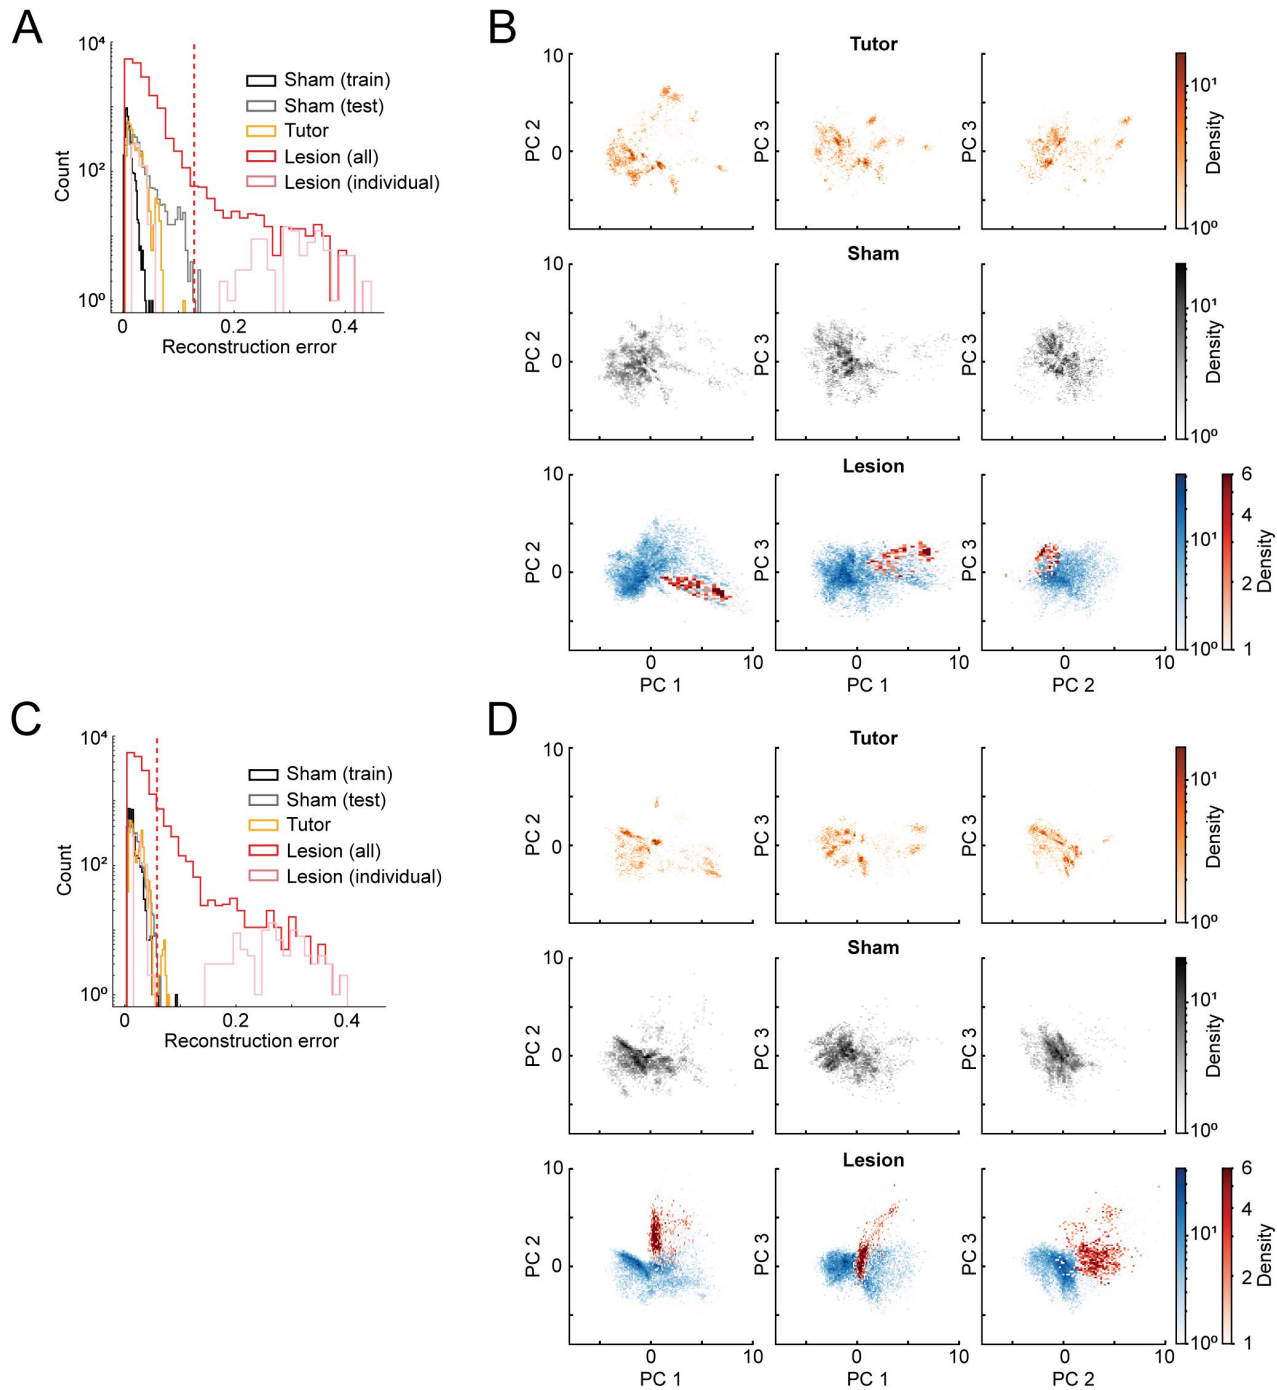 A
10⁴
10²
10⁰
Count
0
0.2
0.4
Reconstruction error
Sham (train)
Sham (test)
Tutor
Lesion (all)
Lesion (individual)
B
Tutor
10
PC 2
0
PC 3
PC 3
10¹
10⁰
Density
Sham
10
PC 2
0
PC 3
PC 3
10¹
10⁰
Density
Lesion
10
PC 2
0
PC 3
PC 3
0
10
0
10
0
10
PC 1
PC 1
PC 2
10¹
10⁰
6
4
2
1
Density
C
10⁴
10²
10⁰
Count
0
0.2
0.4
Reconstruction error
Sham (train)
Sham (test)
Tutor
Lesion (all)
Lesion (individual)
D
Tutor
10
PC 2
0
PC 3
PC 3
10¹
10⁰
Density
Sham
10
PC 2
0
PC 3
PC 3
10¹
10⁰
Density
Lesion
10
PC 2
0
PC 3
PC 3
0
10
0
10
0
10
PC 1
PC 1
PC 2
10¹
10⁰
6
4
2
1
Density